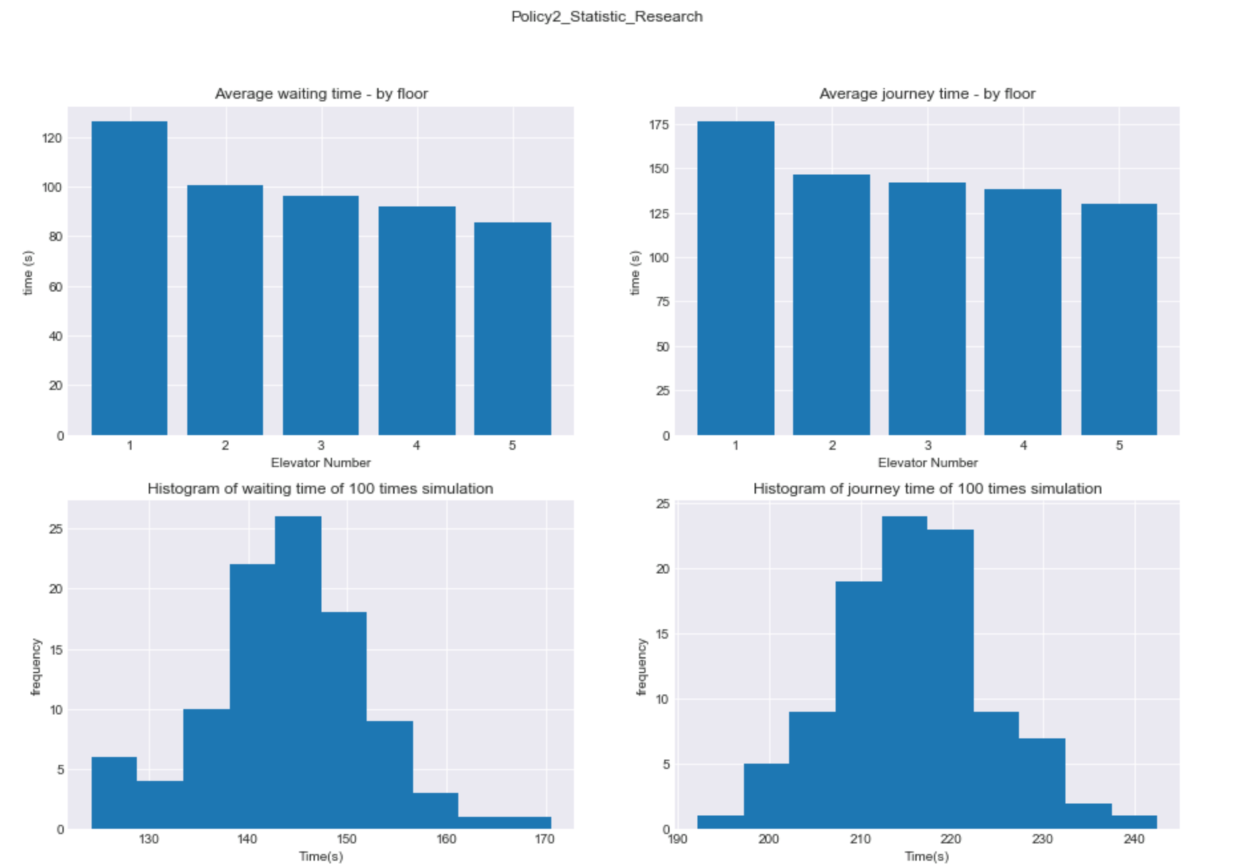 Policy2_Statistic_Research
Average waiting time - by floor
120
100
80
60
40
20
0
time (s)
1 2 3 4 5
Elevator Number
Average journey time - by floor
175
150
125
100
75
50
25
0
time (s)
1 2 3 4 5
Elevator Number
Histogram of waiting time of 100 times simulation
25
20
15
10
5
0
frequency
130 140 150 160 170
Time(s)
Histogram of journey time of 100 times simulation
25
20
15
10
5
0
frequency
190 200 210 220 230 240
Time(s)